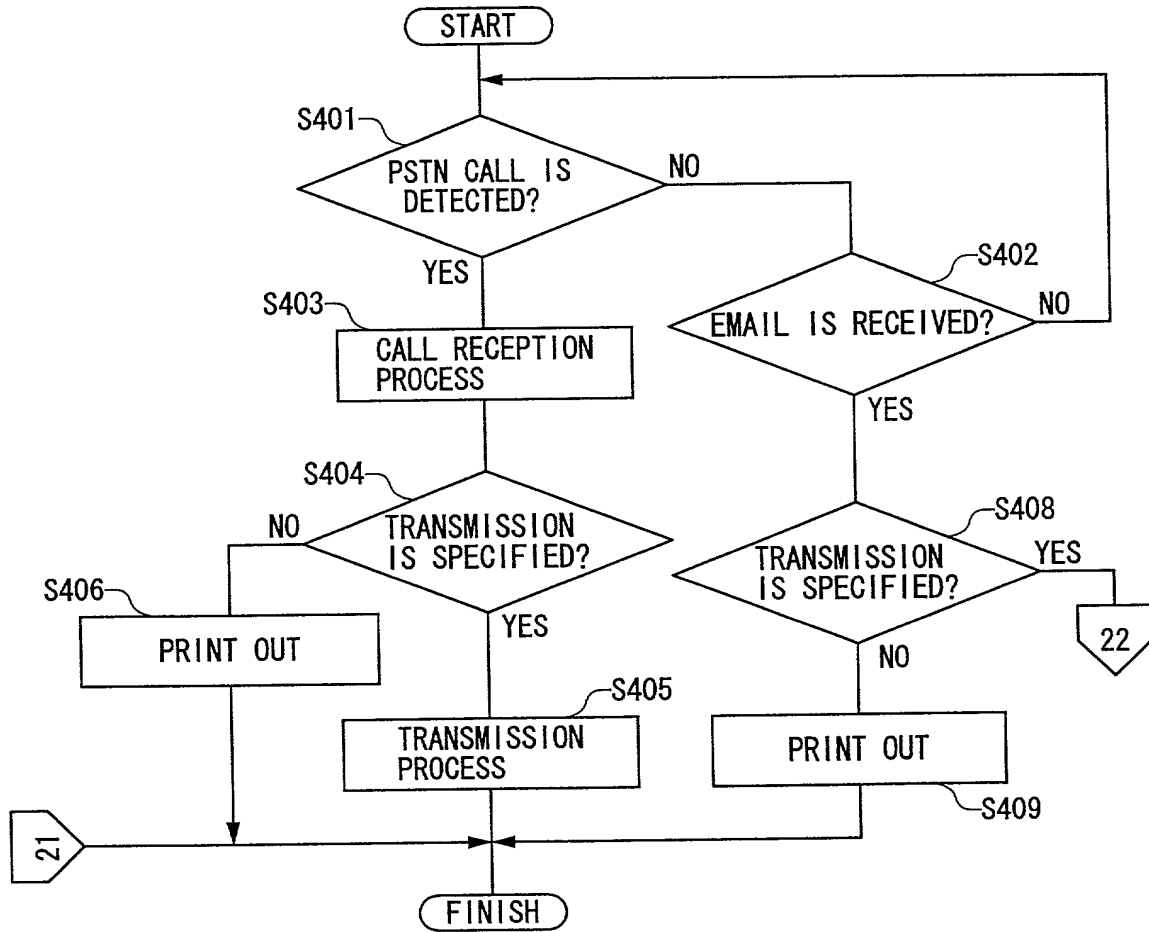 START
S401
PSTN CALL IS
DETECTED?
NO
YES
S402
EMAIL IS RECEIVED?
NO
YES
S403
CALL RECEPTION
PROCESS
S404
TRANSMISSION
IS SPECIFIED?
NO
YES
S408
TRANSMISSION
IS SPECIFIED?
YES
NO
22
S406
PRINT OUT
S405
TRANSMISSION
PROCESS
PRINT OUT
S409
21
FINISH